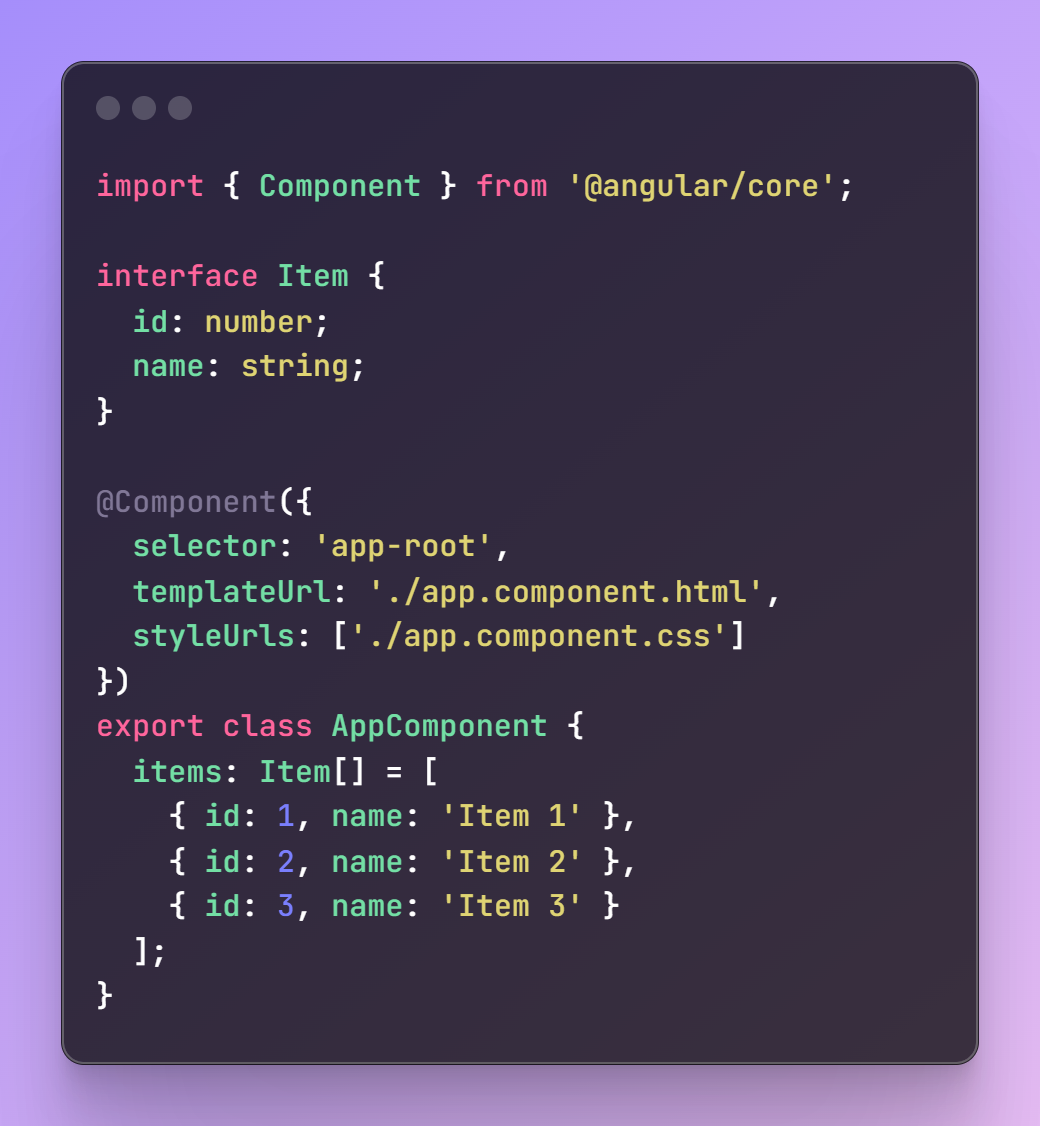 import { Component } from '@angular/core';

interface Item {
  id: number;
  name: string;
}

@Component({
  selector: 'app-root',
  templateUrl: './app.component.html',
  styleUrls: ['./app.component.css']
})
export class AppComponent {
  items: Item[] = [
    { id: 1, name: 'Item 1' },
    { id: 2, name: 'Item 2' },
    { id: 3, name: 'Item 3' }
  ];
}